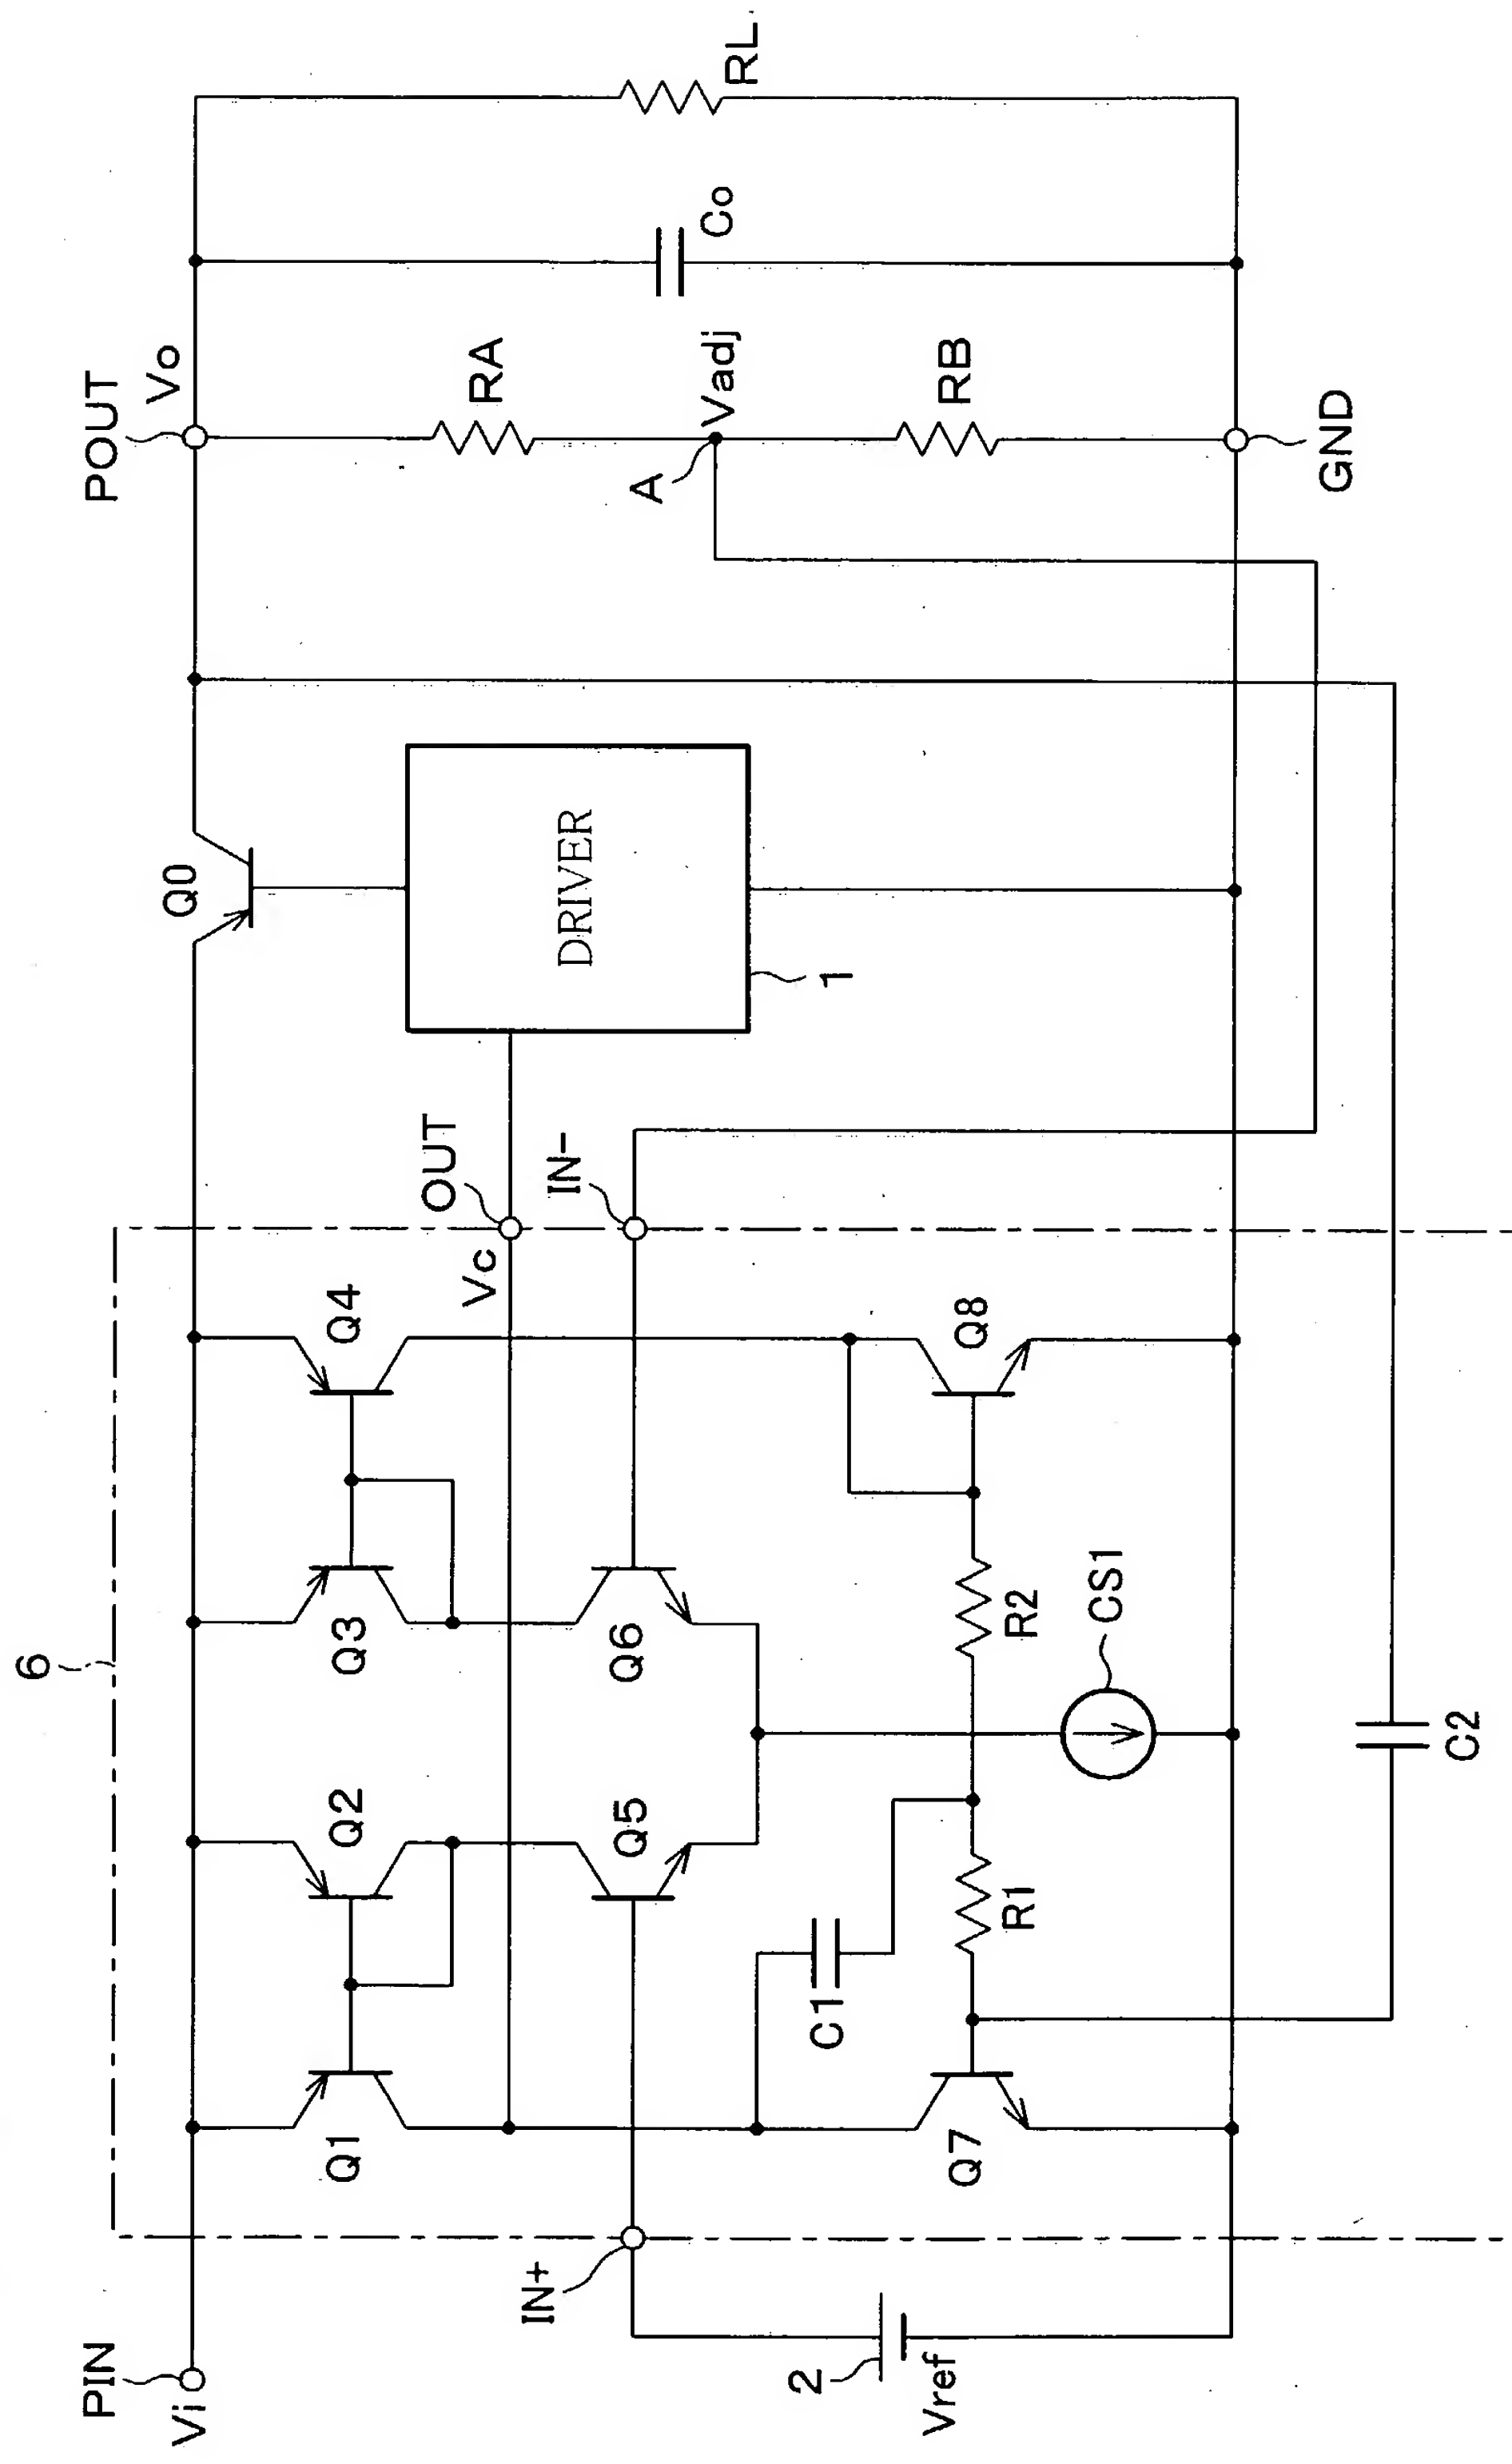 PIN
Vi
6
Q1
Q2
Q3
Q4
Q0
POUT
Vo
OUT
Vc
IN+
IN-
Q5
Q6
DRIVER
1
A
Vadj
RA
RB
Co
RL
2
Vref
C1
Q7
R1
R2
Q8
CS1
C2
GND